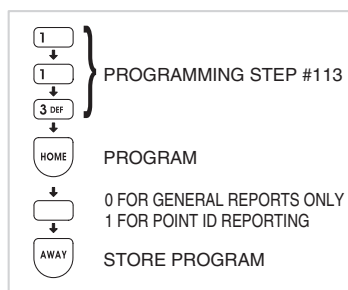 1
1
PROGRAMMING STEP #113
3 DEF
HOME
PROGRAM
0 FOR GENERAL REPORTS ONLY
1 FOR POINT ID REPORTING
AWAY
STORE PROGRAM